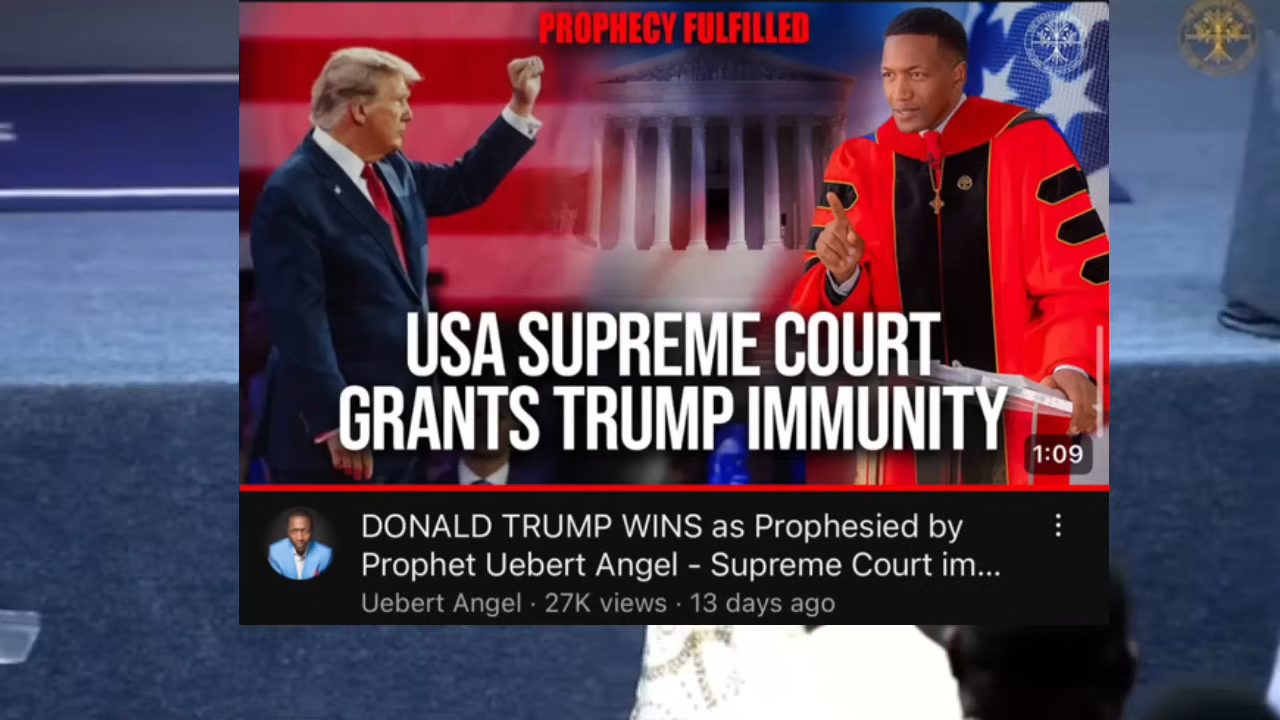 PROPHECY FULFILLED
USA SUPREME COURT
GRANTS TRUMP IMMUNITY
1:09
DONALD TRUMP WINS as Prophesied by
Prophet Uebert Angel - Supreme Court im...
Uebert Angel · 27K views · 13 days ago